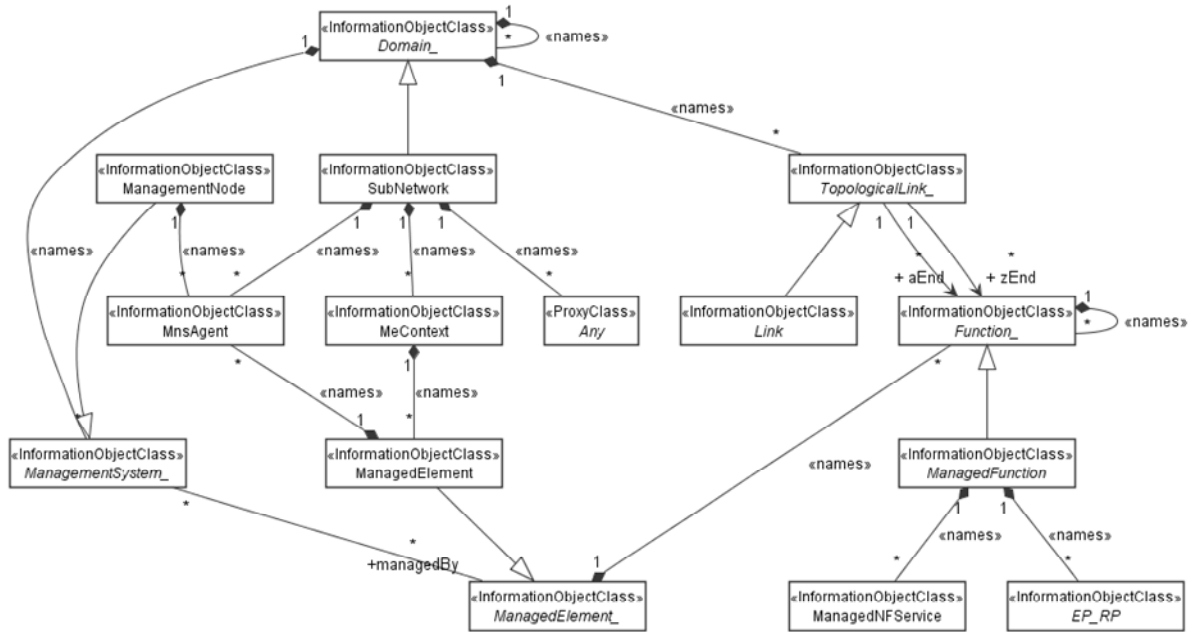 1
«InformationObjectClass»
Domain_
1
*
«names»
1
«names»
*
«InformationObjectClass»
ManagementNode
«InformationObjectClass»
SubNetwork
«InformationObjectClass»
TopologicalLink_
1
1
1
1
1
1
«names»
«names»
«names»
«names»
«names»
*
*
*
*
*
*
+ aEnd
+ zEnd
«InformationObjectClass»
MnsAgent
«InformationObjectClass»
MeContext
«ProxyClass»
Any
«InformationObjectClass»
Link
«InformationObjectClass»
Function_
1
*
«names»
*
1
*
«names»
«names»
*
1
*
«InformationObjectClass»
ManagementSystem_
«InformationObjectClass»
ManagedElement
«names»
«InformationObjectClass»
ManagedFunction
*
1
1
*
+managedBy
«names»
«names»
1
*
*
«InformationObjectClass»
ManagedElement_
«InformationObjectClass»
ManagedNFService
«InformationObjectClass»
EP_RP